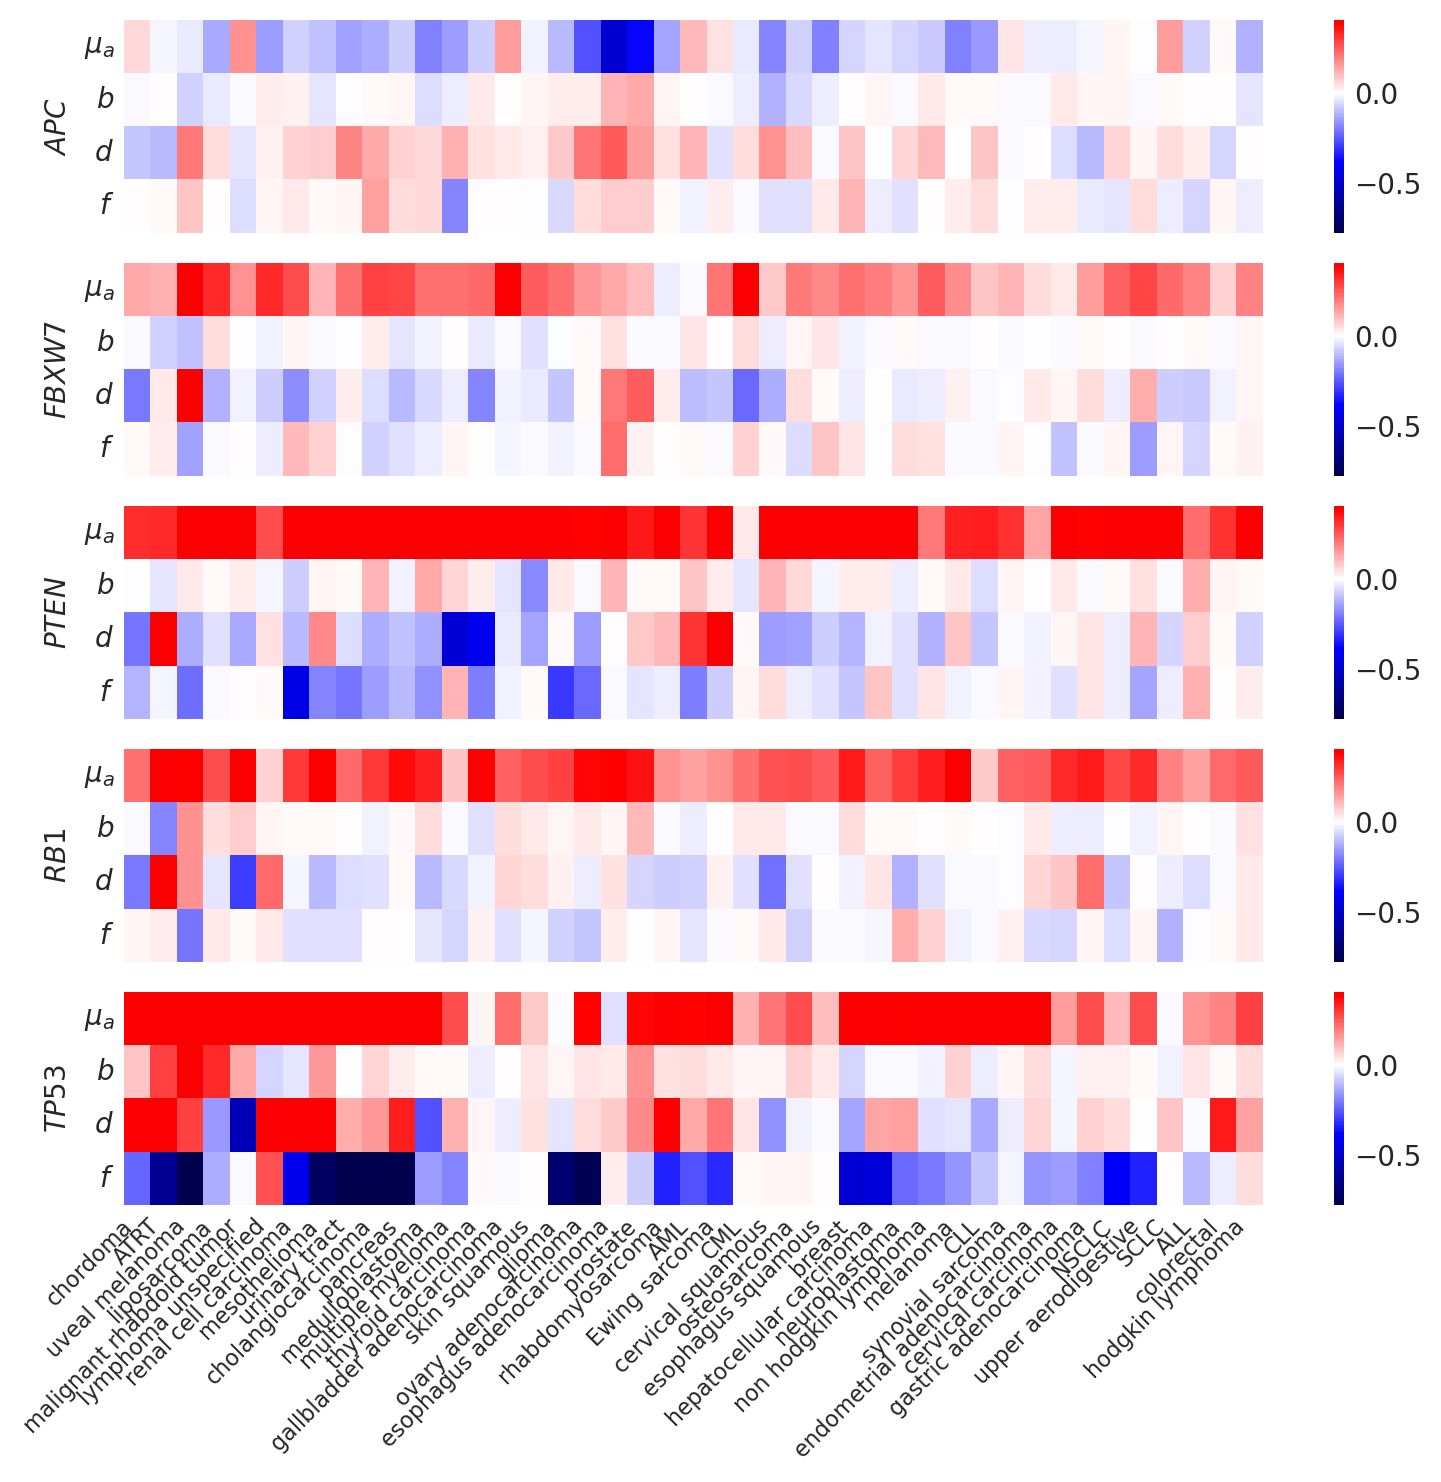 APC
μa
b
d
f
0.0
−0.5
FBXW7
μa
b
d
f
0.0
−0.5
PTEN
μa
b
d
f
0.0
−0.5
RB1
μa
b
d
f
0.0
−0.5
TP53
μa
b
d
f
0.0
−0.5
chordoma
ATRT
uveal melanoma
liposarcoma
malignant rhabdoid tumor
lymphoma unspecified
renal cell carcinoma
mesothelioma
urinary tract
cholangiocarcinoma
pancreas
medulloblastoma
multiple myeloma
thyroid carcinoma
gallbladder adenocarcinoma
skin squamous
glioma
ovary adenocarcinoma
esophagus adenocarcinoma
prostate
rhabdomyosarcoma
AML
Ewing sarcoma
CML
cervical squamous
osteosarcoma
esophagus squamous
breast
hepatocellular carcinoma
neuroblastoma
non hodgkin lymphoma
melanoma
CLL
synovial sarcoma
endometrial adenocarcinoma
cervical carcinoma
gastric adenocarcinoma
NSCLC
upper aerodigestive
SCLC
ALL
colorectal
hodgkin lymphoma